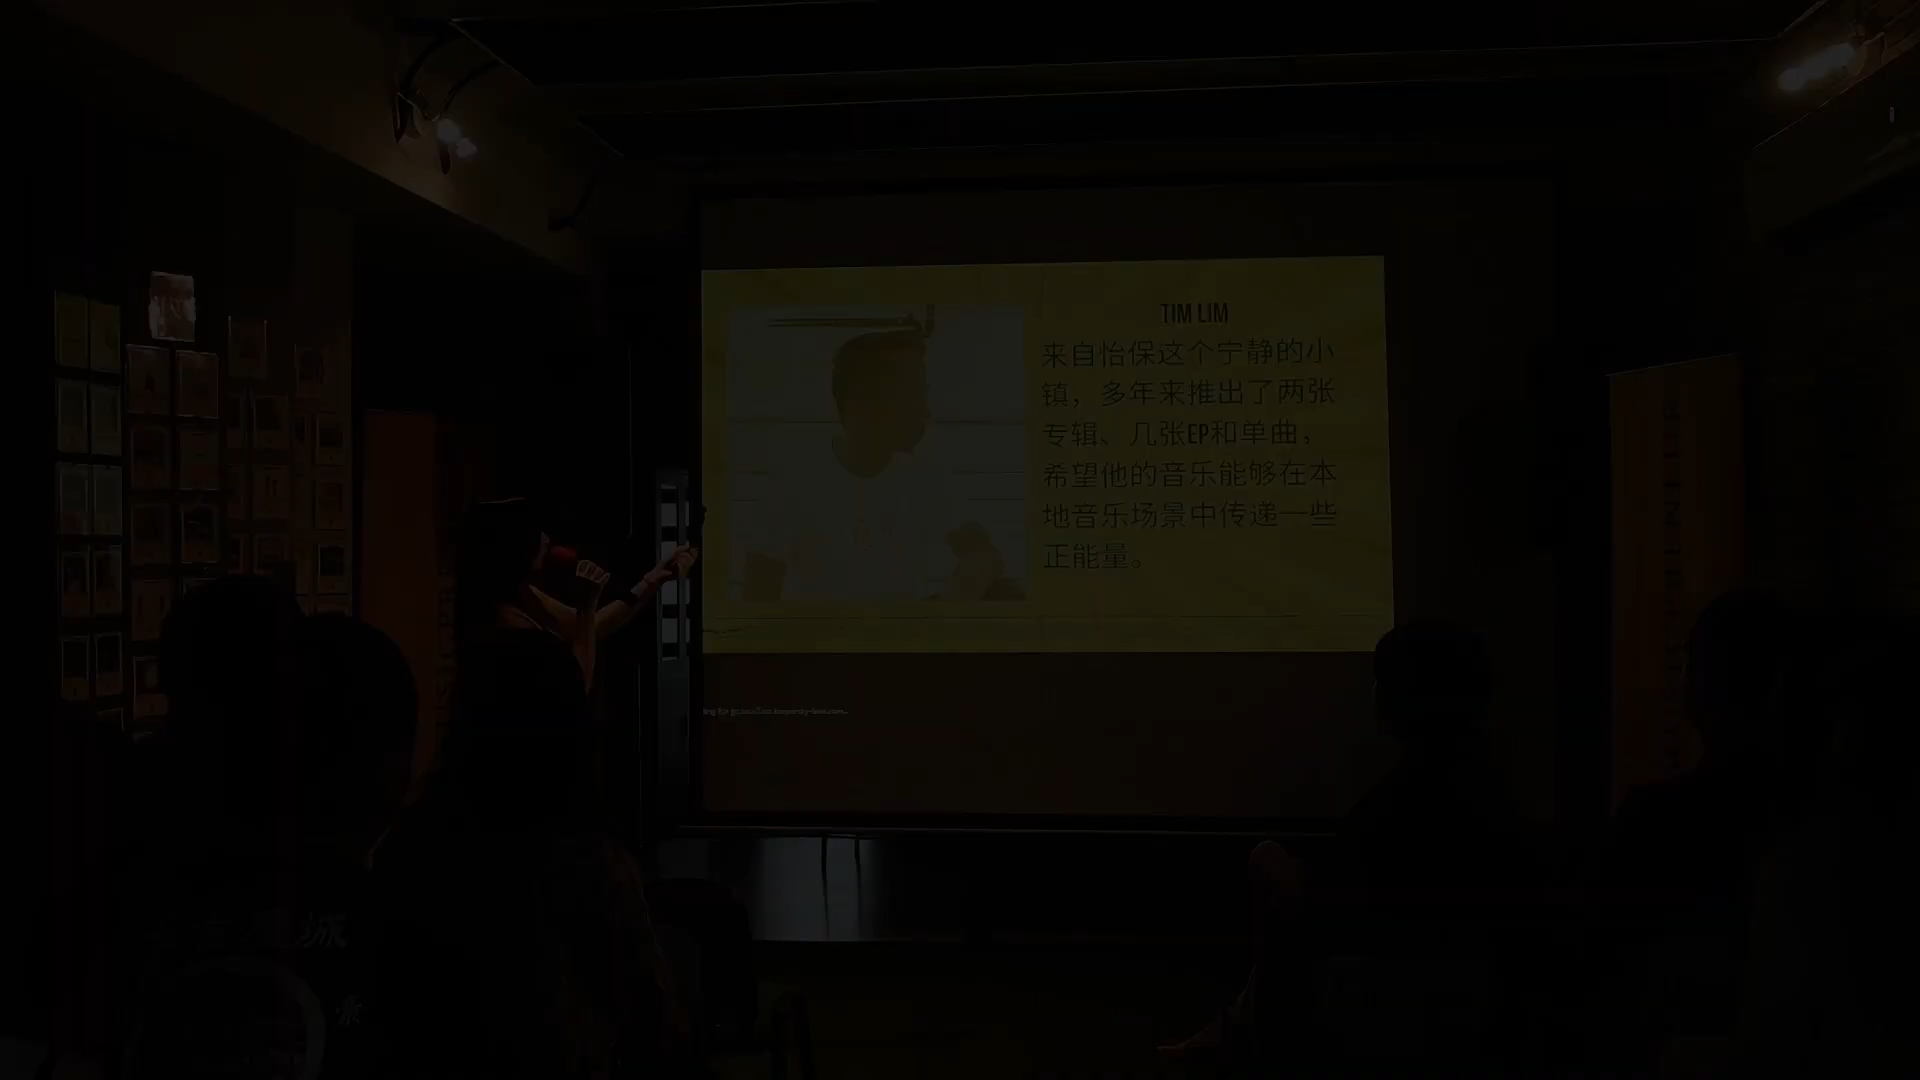 TIM LIM
来自怡保这个宁静的小
镇，多年来推出了两张
专辑、几张EP和单曲，
希望他的音乐能够在本
地音乐场景中传递一些
正能量。